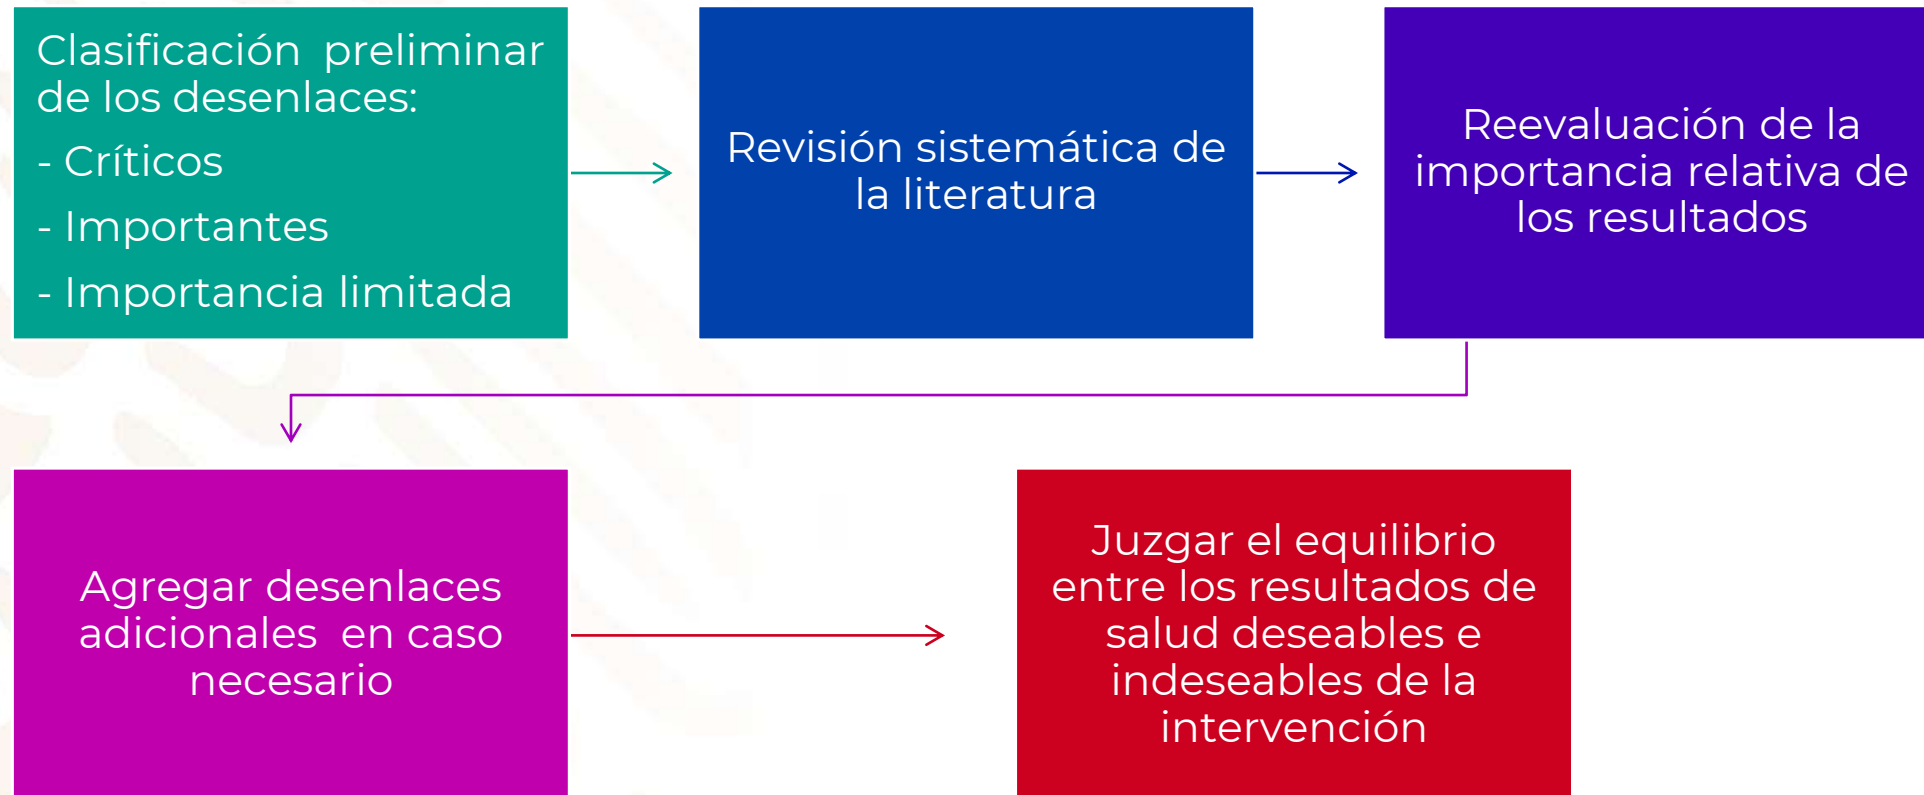 Clasificación preliminar
de los desenlaces:
- Críticos
- Importantes
- Importancia limitada
Revisión sistemática de
la literatura
Reevaluación de la
importancia relativa de
los resultados
Agregar desenlaces
adicionales en caso
necesario
Juzgar el equilibrio
entre los resultados de
salud deseables e
indeseables de la
intervención